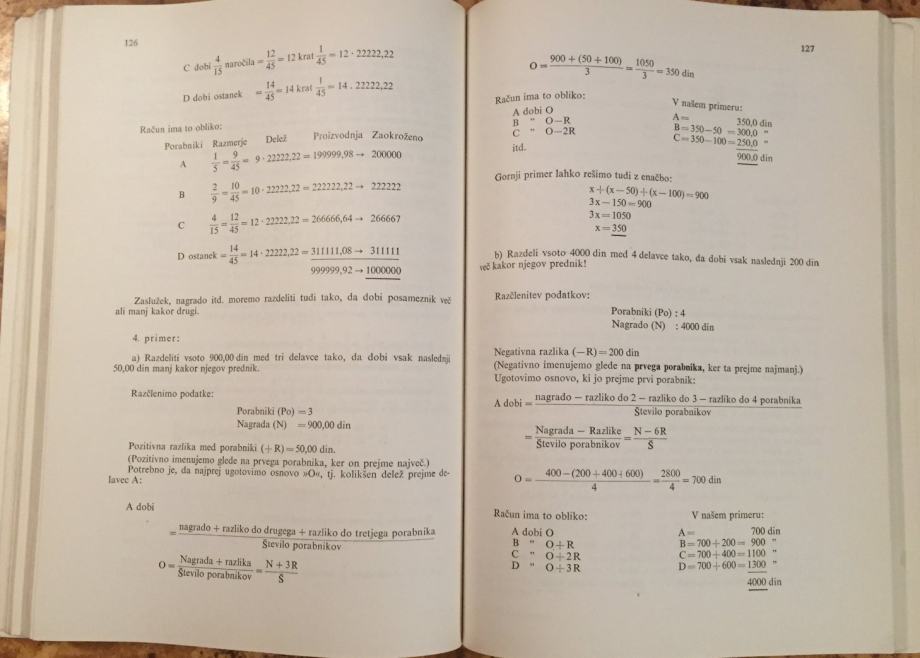 126
C dobi 4/15 naročila = 12/45 = 12 krat 1/45 = 12 · 22222,22
D dobi ostanek = 14/45 = 14 krat 1/45 = 14 . 22222,22
Račun ima to obliko:
Porabniki Razmerje Delež Proizvodnja Zaokroženo
A 1/5 = 9/45 = 9 · 22222,22 = 199999,98 → 200000
B 2/9 = 10/45 = 10 · 22222,22 = 222222,22 → 222222
C 4/15 = 12/45 = 12 · 22222,22 = 266666,64 → 266667
D ostanek = 14/45 = 14 · 22222,22 = 311111,08 → 311111
999999,92 → 1000000
Zaslužek, nagrado itd. moremo razdeliti tudi tako, da dobi posameznik več
ali manj kakor drugi.
4. primer:
a) Razdeliti vsoto 900,00 din med tri delavce tako, da dobi vsak naslednji
50,00 din manj kakor njegov prednik.
Razčlenimo podatke:
Porabniki (Po) = 3
Nagrada (N) = 900,00 din
Pozitivna razlika med porabniki (+ R) = 50,00 din.
(Pozitivno imenujemo glede na prvega porabnika, ker on prejme največ.)
Potrebno je, da najprej ugotovimo osnovo »O«, tj. kolikšen delež prejme de-
lavec A:
A dobi
= nagrado + razliko do drugega + razliko do tretjega porabnika / Število porabnikov
O = Nagrada + razlika / Število porabnikov = N + 3R / Š
127
O = 900 + (50 + 100) / 3 = 1050 / 3 = 350 din
Račun ima to obliko: V našem primeru:
A dobi O A = 350,0 din
B " O−R B = 350−50 = 300,0 "
C " O−2R C = 350−100 = 250,0 "
itd. 900,0 din
Gornji primer lahko rešimo tudi z enačbo:
x + (x − 50) + (x − 100) = 900
3x − 150 = 900
3x = 1050
x = 350
b) Razdeli vsoto 4000 din med 4 delavce tako, da dobi vsak naslednji 200 din
več kakor njegov prednik!
Razčlenitev podatkov:
Porabniki (Po) : 4
Nagrado (N) : 4000 din
Negativna razlika (−R) = 200 din
(Negativno imenujemo glede na prvega porabnika, ker ta prejme najmanj.)
Ugotovimo osnovo, ki jo prejme prvi porabnik:
A dobi = nagrado − razliko do 2 − razliko do 3 − razliko do 4 porabnika / Število porabnikov
= Nagrada − Razlike / Število porabnikov = N − 6R / Š
O = 400 − (200 + 400 + 600) / 4 = 2800 / 4 = 700 din
Račun ima to obliko: V našem primeru:
A dobi O A = 700 din
B " O+R B = 700 + 200 = 900 "
C " O+2R C = 700 + 400 = 1100 "
D " O+3R D = 700 + 600 = 1300 "
4000 din